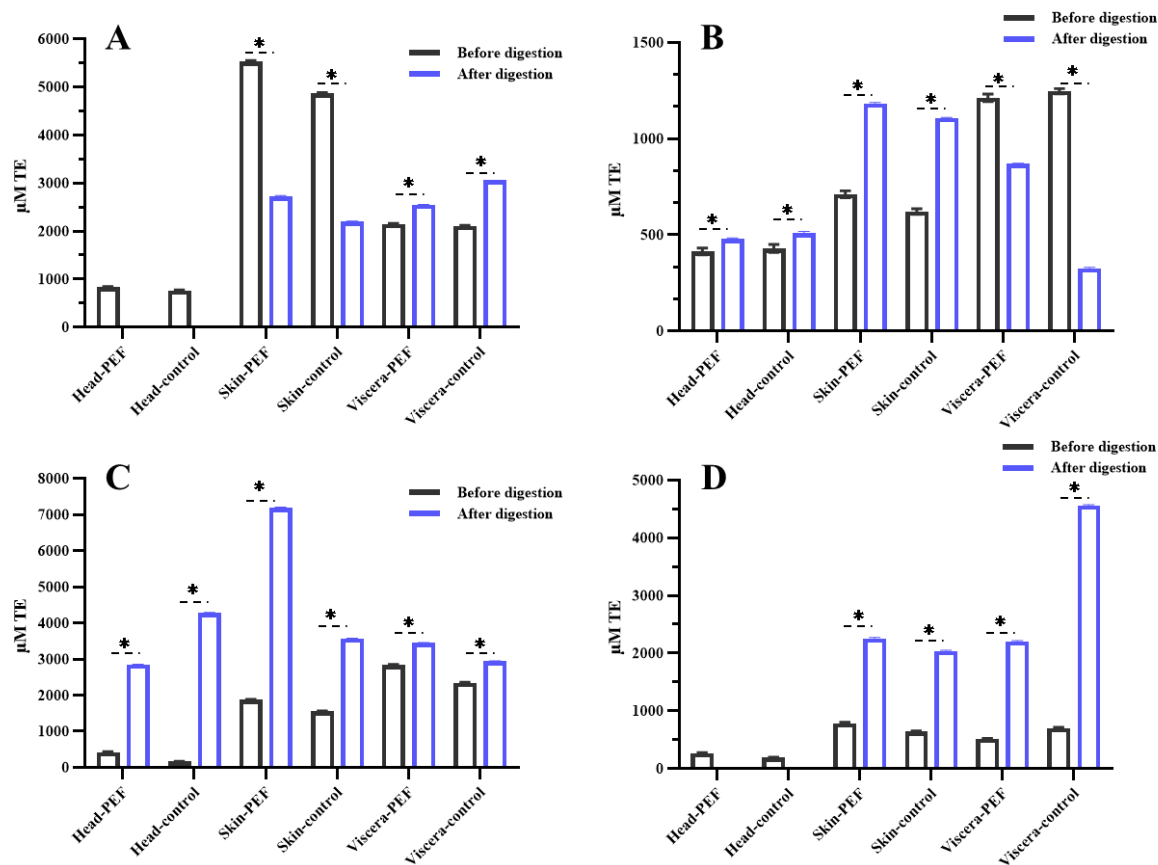 A
Before digestion
After digestion
*
*
*
*
6000
5000
4000
3000
2000
1000
0
µM TE
Head-PEF
Head-control
Skin-PEF
Skin-control
Viscera-PEF
Viscera-control
B
Before digestion
After digestion
*
*
*
*
*
*
1500
1000
500
0
µM TE
Head-PEF
Head-control
Skin-PEF
Skin-control
Viscera-PEF
Viscera-control
C
Before digestion
After digestion
*
*
*
*
*
*
8000
7000
6000
5000
4000
3000
2000
1000
0
µM TE
Head-PEF
Head-control
Skin-PEF
Skin-control
Viscera-PEF
Viscera-control
D
Before digestion
After digestion
*
*
*
*
5000
4000
3000
2000
1000
0
µM TE
Head-PEF
Head-control
Skin-PEF
Skin-control
Viscera-PEF
Viscera-control